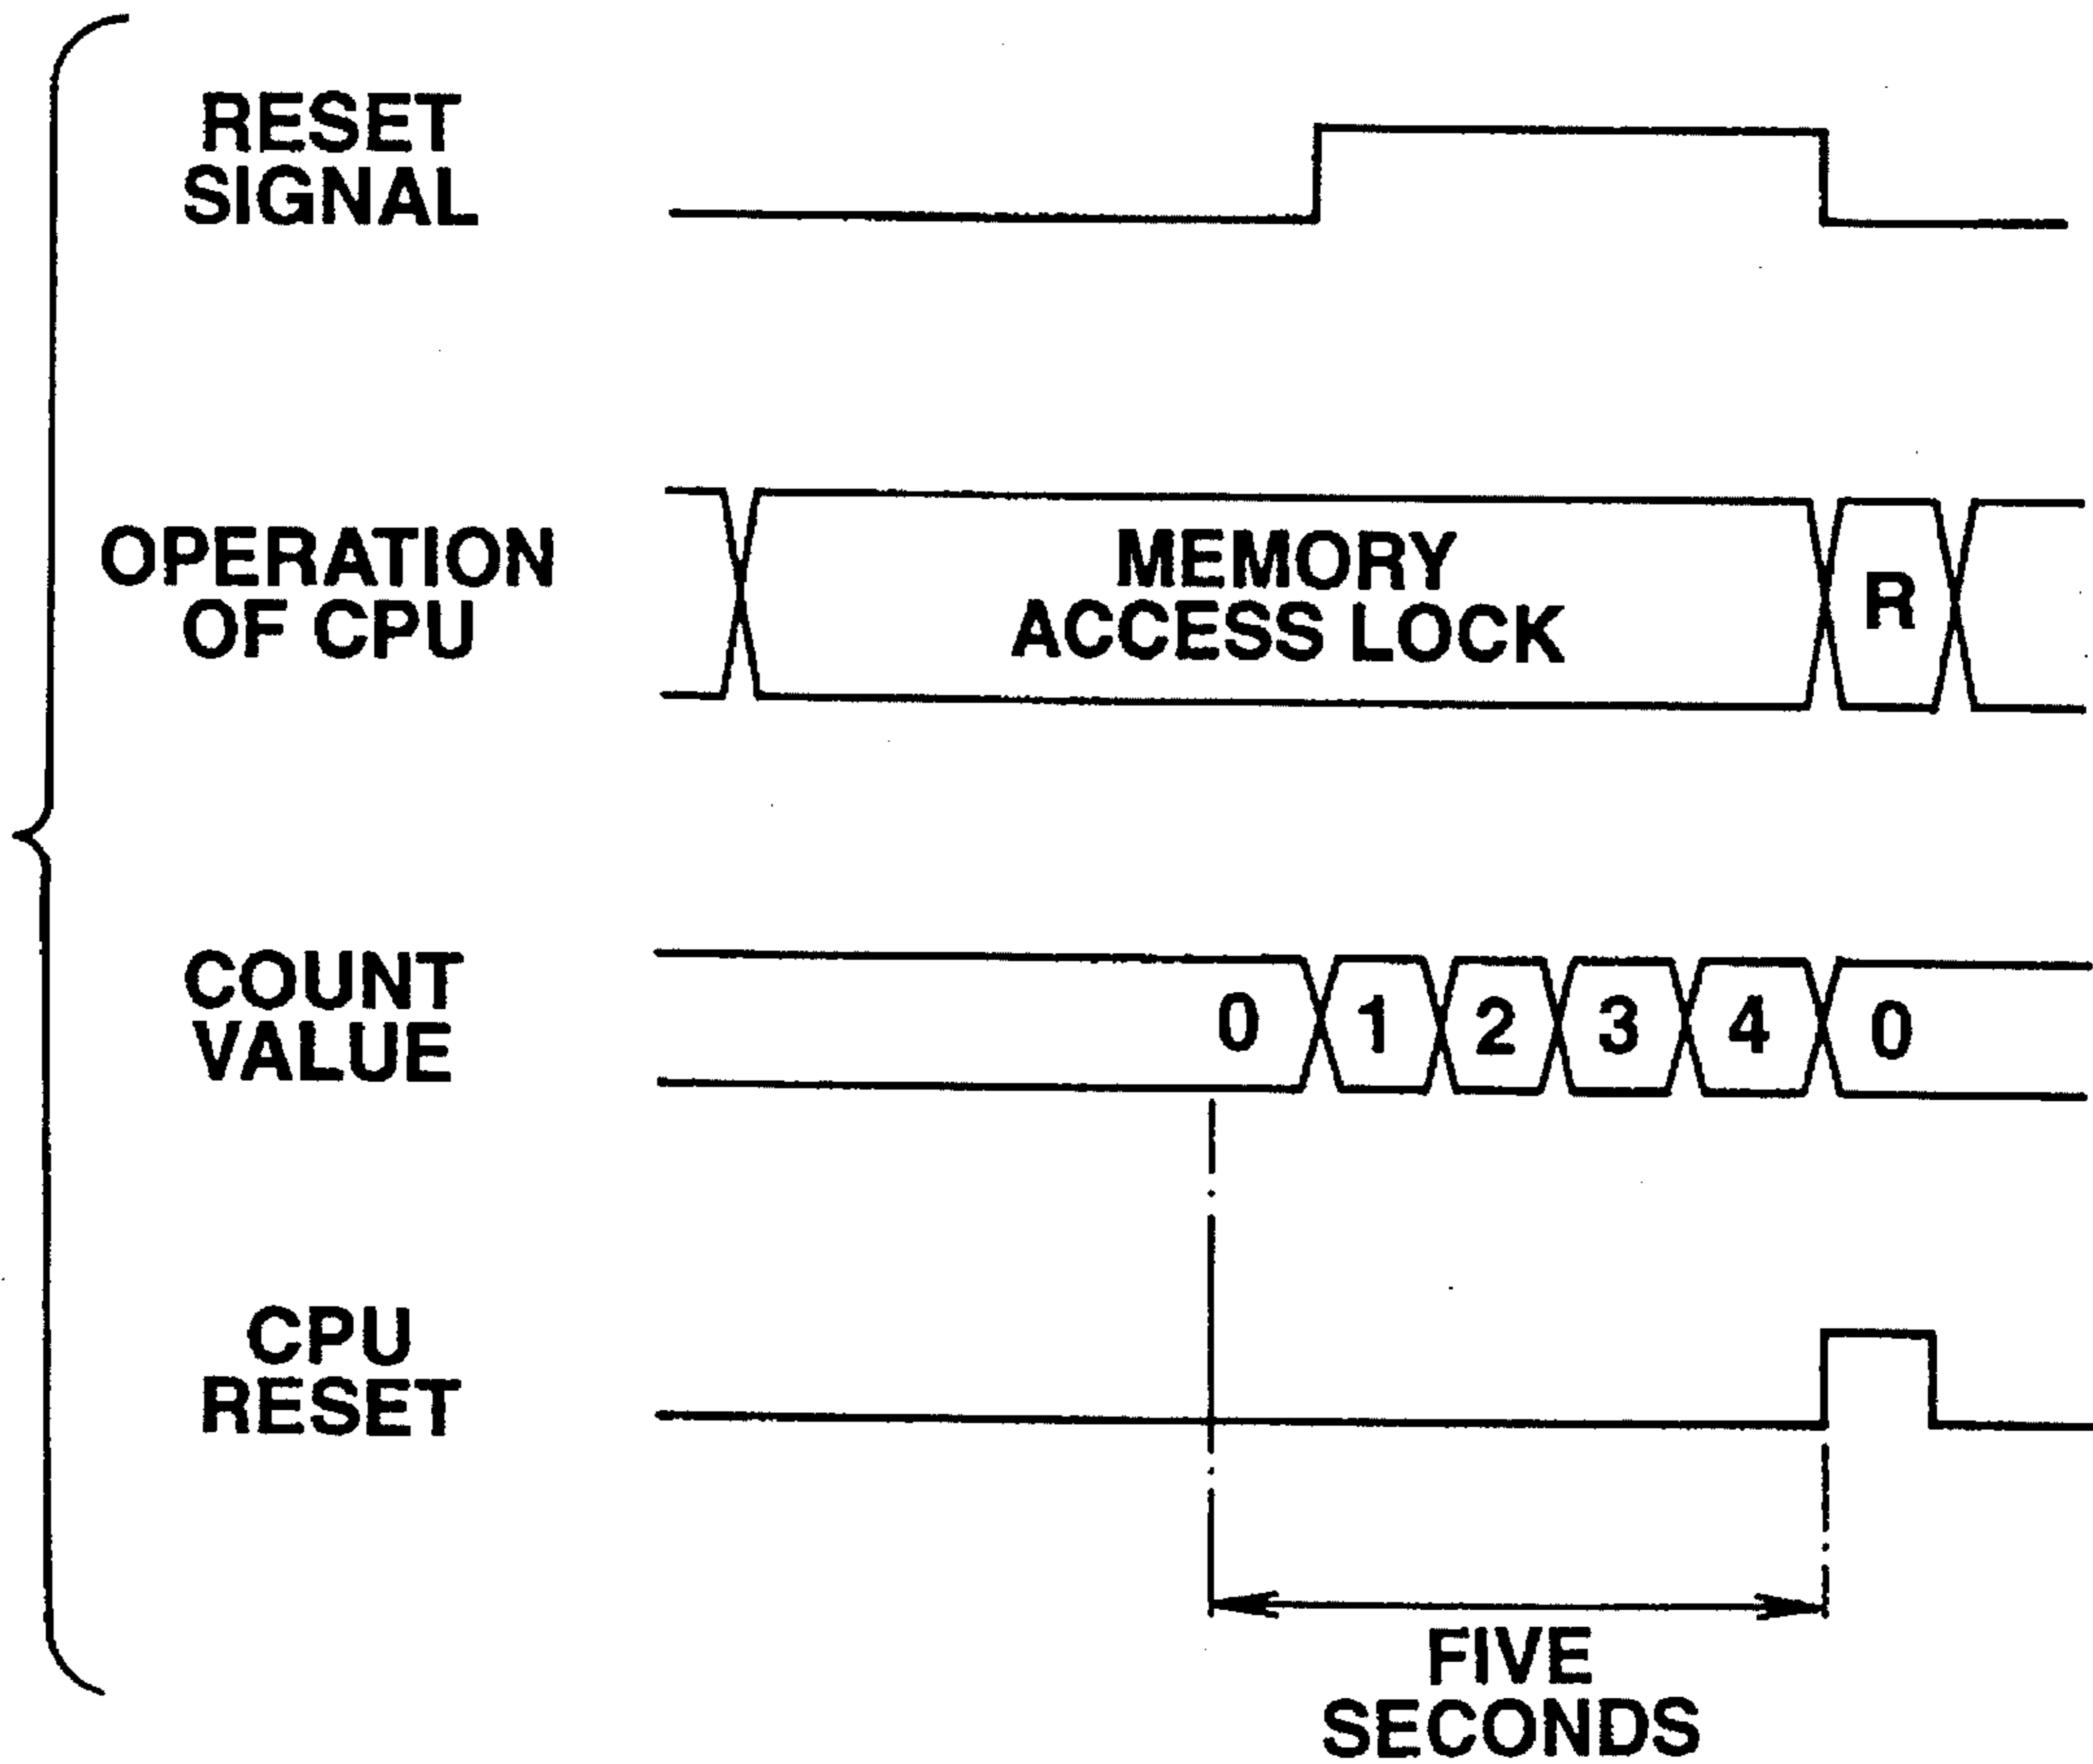 RESET
SIGNAL
OPERATION
OF CPU
MEMORY
ACCESS LOCK
R
COUNT
VALUE
0 1 2 3 4 0
CPU
RESET
FIVE
SECONDS